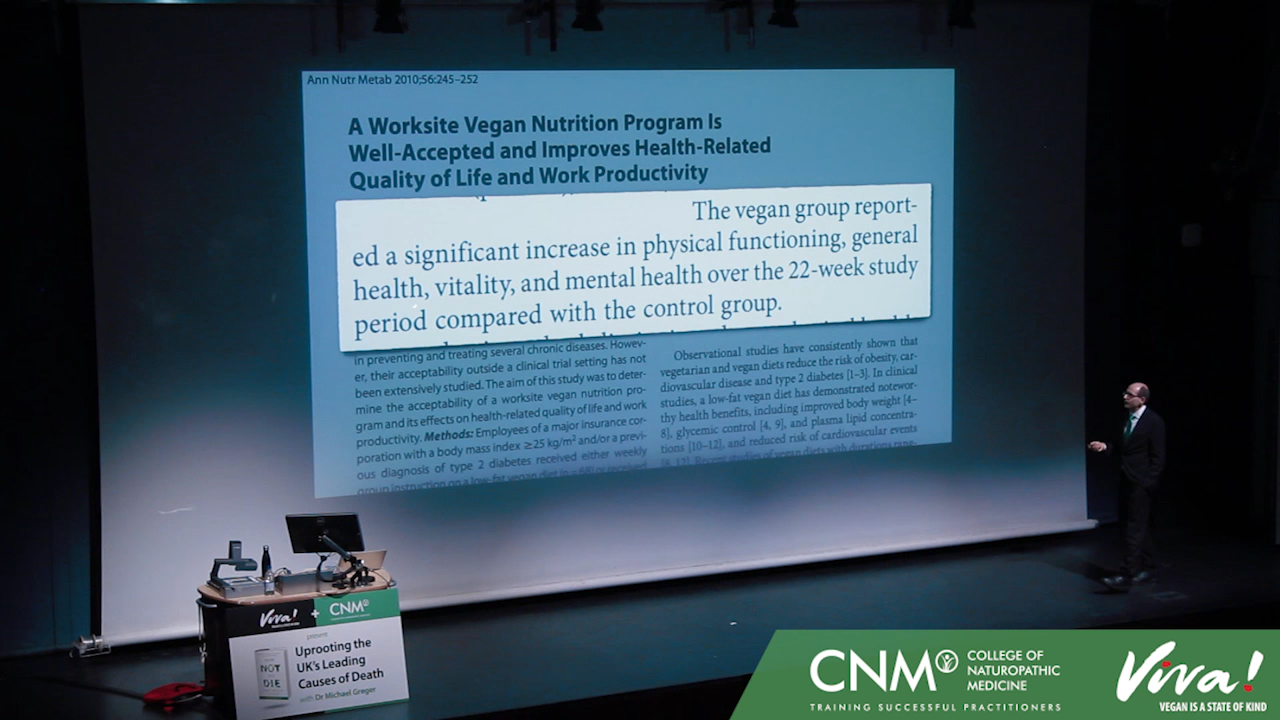 Ann Nutr Metab 2010;56:245–252
A Worksite Vegan Nutrition Program Is
Well-Accepted and Improves Health-Related
Quality of Life and Work Productivity
The vegan group report-
ed a significant increase in physical functioning, general
health, vitality, and mental health over the 22-week study
period compared with the control group.
in preventing and treating several chronic diseases. Howev-
er, their acceptability outside a clinical trial setting has not
been extensively studied. The aim of this study was to deter-
mine the acceptability of a worksite vegan nutrition pro-
gram and its effects on health-related quality of life and work
productivity. Methods: Employees of a major insurance cor-
poration with a body mass index ≥25 kg/m² and/or a previ-
ous diagnosis of type 2 diabetes received either weekly
group instruction on a low-fat vegan diet (n = 68) or received
Observational studies have consistently shown that
vegetarian and vegan diets reduce the risk of obesity, car-
diovascular disease and type 2 diabetes [1–3]. In clinical
studies, a low-fat vegan diet has demonstrated notewor-
thy health benefits, including improved body weight [4–
8], glycemic control [4, 9], and plasma lipid concentra-
tions [10–12], and reduced risk of cardiovascular events
Viva! + CNM
present
Uprooting the
UK's Leading
Causes of Death
with Dr Michael Greger
NOT
DIE
CNM
COLLEGE OF
NATUROPATHIC
MEDICINE
TRAINING SUCCESSFUL PRACTITIONERS
Viva!
VEGAN IS A STATE OF KIND